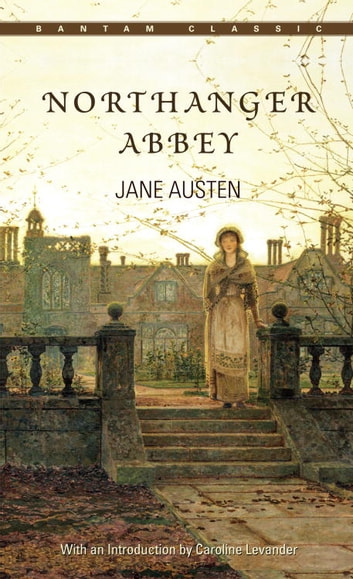 BANTAM CLASSIC
NORTHANGER
ABBEY
JANE AUSTEN
With an Introduction by Caroline Levander